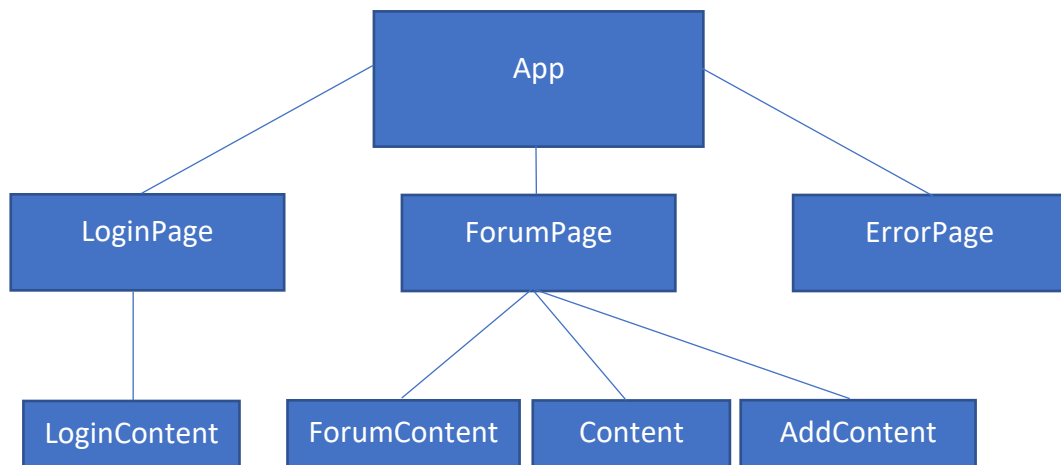 App
LoginPage
ForumPage
ErrorPage
LoginContent
ForumContent
Content
AddContent